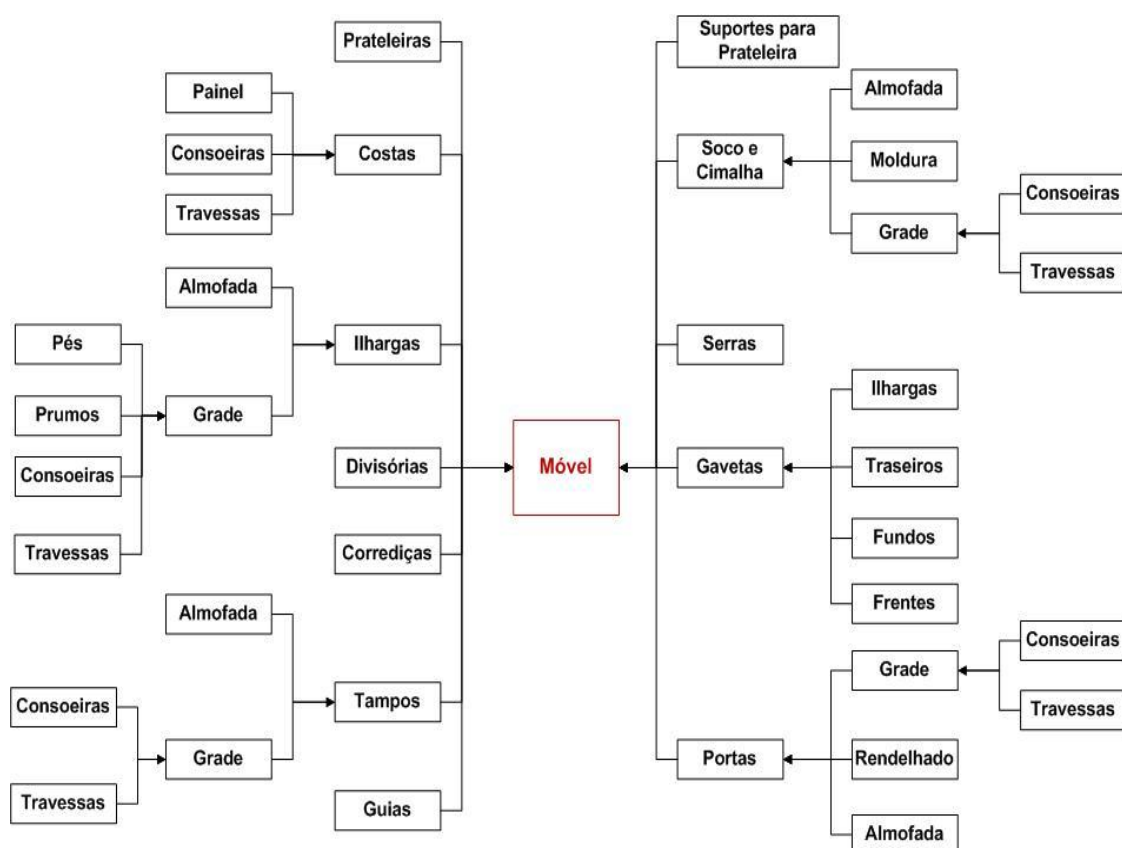 Prateleiras
Painel
Consoeiras
Costas
Travessas
Almofada
Pés
Ilhargas
Prumos
Grade
Consoeiras
Divisórias
Travessas
Corrediças
Almofada
Consoeiras
Tampos
Grade
Travessas
Guias
Móvel
Suportes para
Prateleira
Almofada
Soco e
Cimalha
Moldura
Consoeiras
Grade
Travessas
Serras
Ilhargas
Gavetas
Traseiros
Fundos
Frentes
Consoeiras
Grade
Travessas
Portas
Rendelhado
Almofada